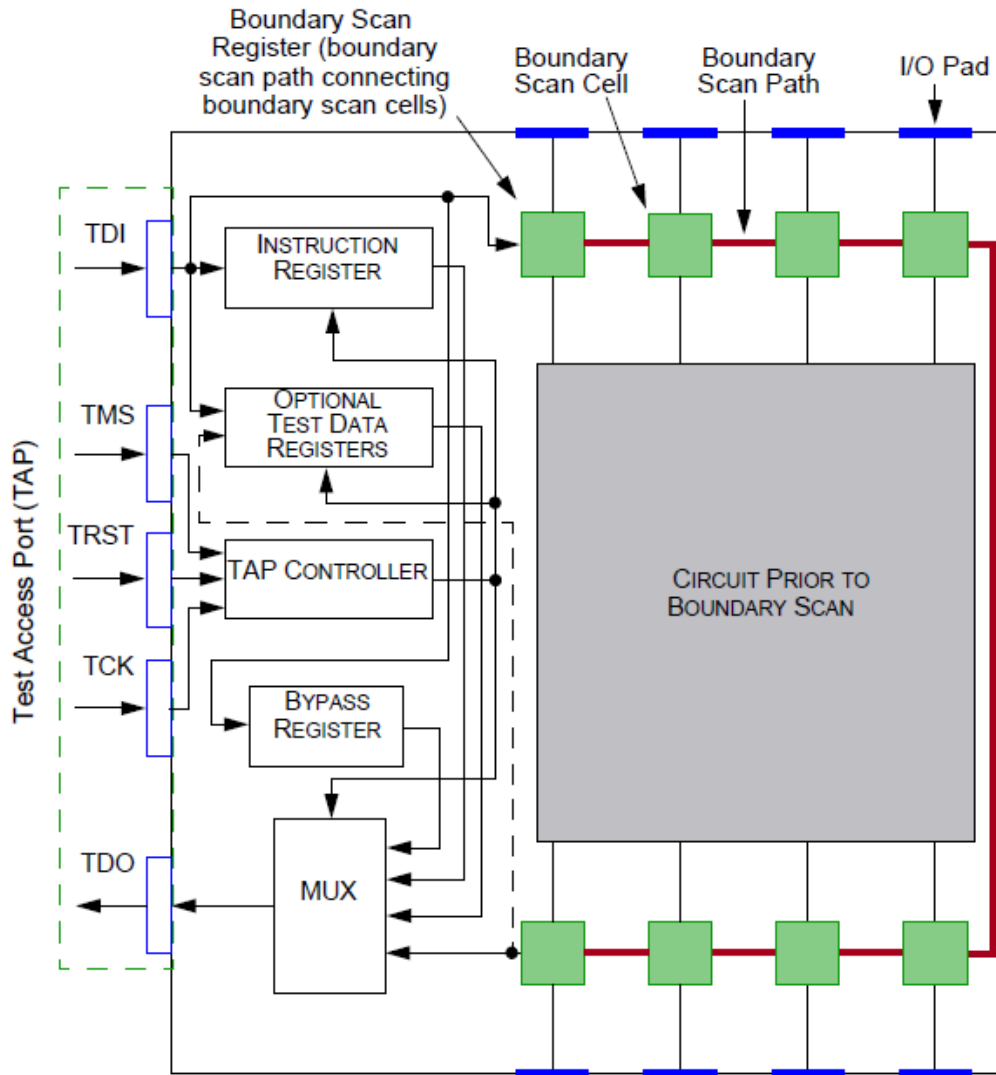 Boundary Scan
Register (boundary
scan path connecting
boundary scan cells)
Boundary
Scan Cell
Boundary
Scan Path
I/O Pad
Test Access Port (TAP)
TDI
TMS
TRST
TCK
TDO
INSTRUCTION
REGISTER
OPTIONAL
TEST DATA
REGISTERS
TAP CONTROLLER
BYPASS
REGISTER
MUX
CIRCUIT PRIOR TO
BOUNDARY SCAN